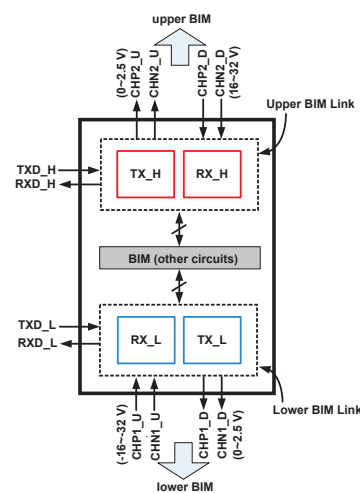 upper BIM
(0~2.5 V)
CHP2_U
CHN2_U
CHP2_D
CHN2_D
(16~32 V)
Upper BIM Link
TXD_H
RXD_H
TX_H
RX_H
BIM (other circuits)
TXD_L
RXD_L
RX_L
TX_L
Lower BIM Link
(-16~-32 V)
CHP1_U
CHN1_U
CHP1_D
CHN1_D
(0~2.5 V)
lower BIM